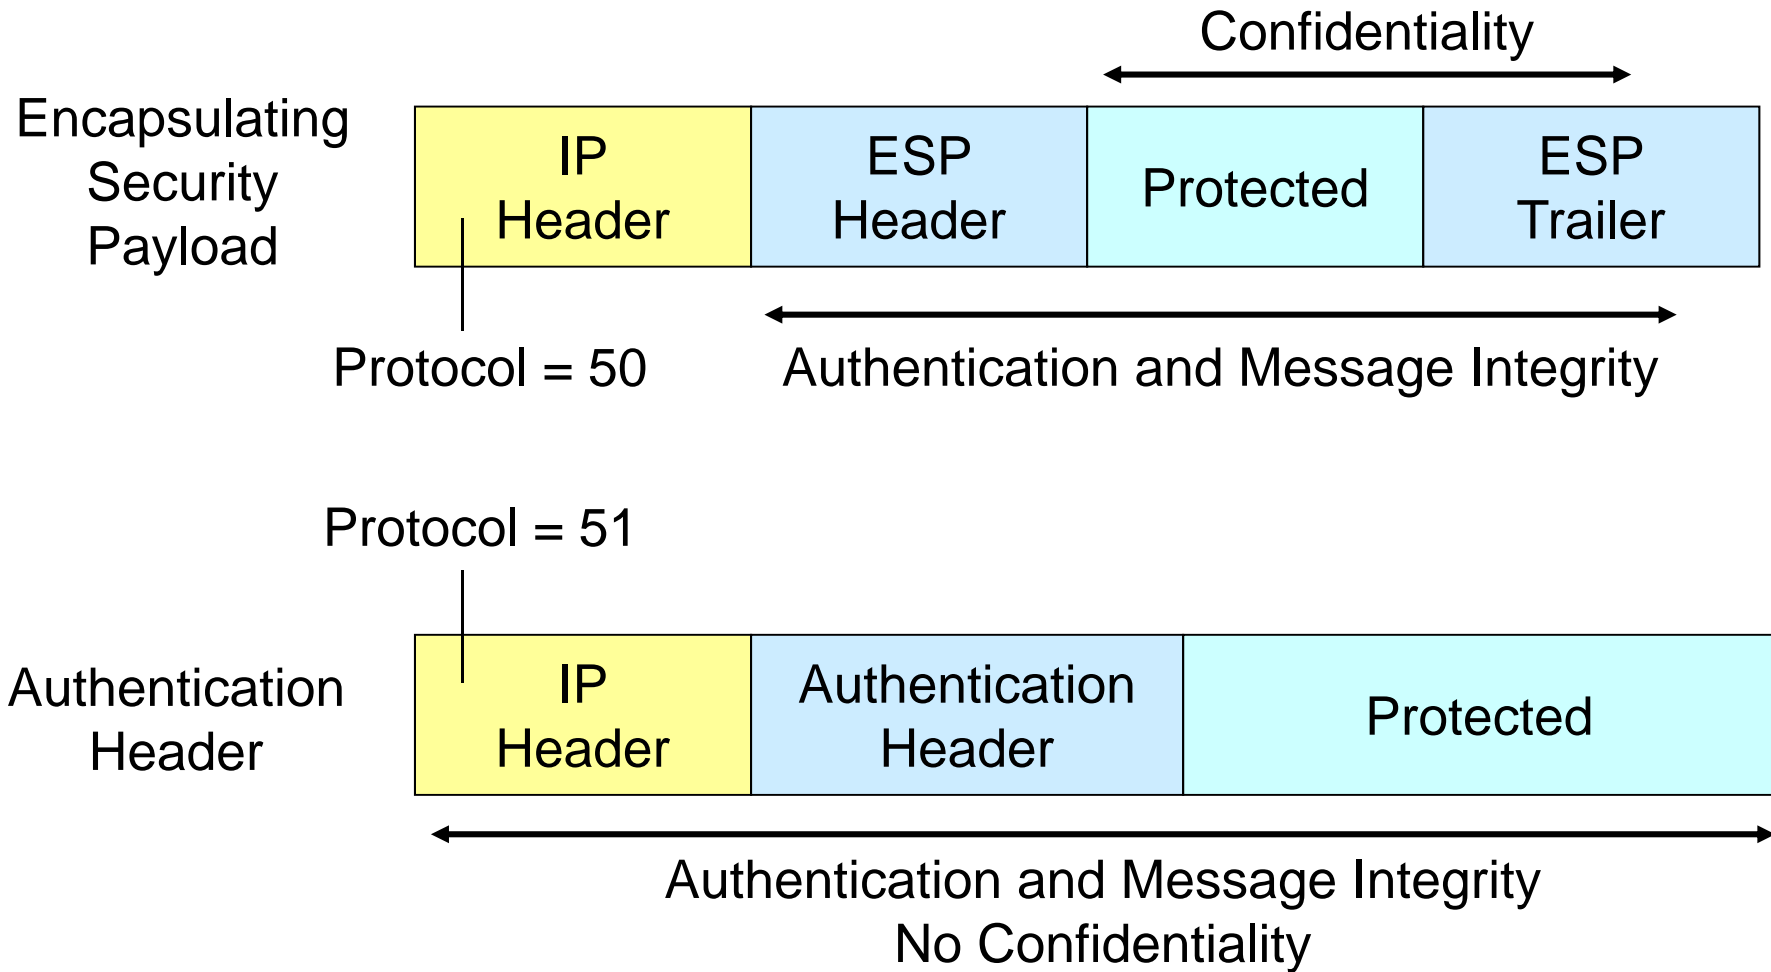 Confidentiality
Encapsulating
Security
Payload
IP
Header
ESP
Header
Protected
ESP
Trailer
Protocol = 50
Authentication and Message Integrity
Protocol = 51
Authentication
Header
IP
Header
Authentication
Header
Protected
Authentication and Message Integrity
No Confidentiality